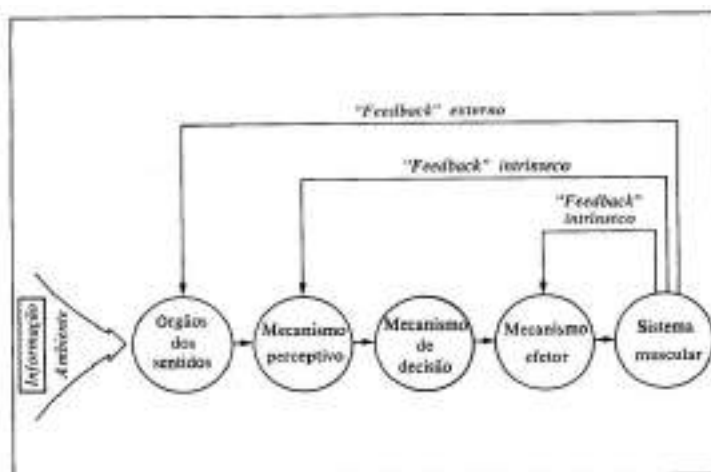 "Feedback" externo
"Feedback" intrínseco
"Feedback"
intrínseco
Informação
Ambiente
Órgãos
dos
sentidos
Mecanismo
perceptivo
Mecanismo
de
decisão
Mecanismo
efetor
Sistema
muscular